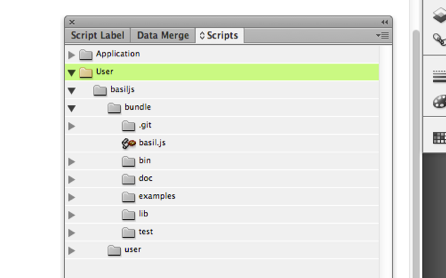 Script Label Data Merge Scripts
Application
User
basiljs
bundle
.git
basil.js
bin
doc
examples
lib
test
user